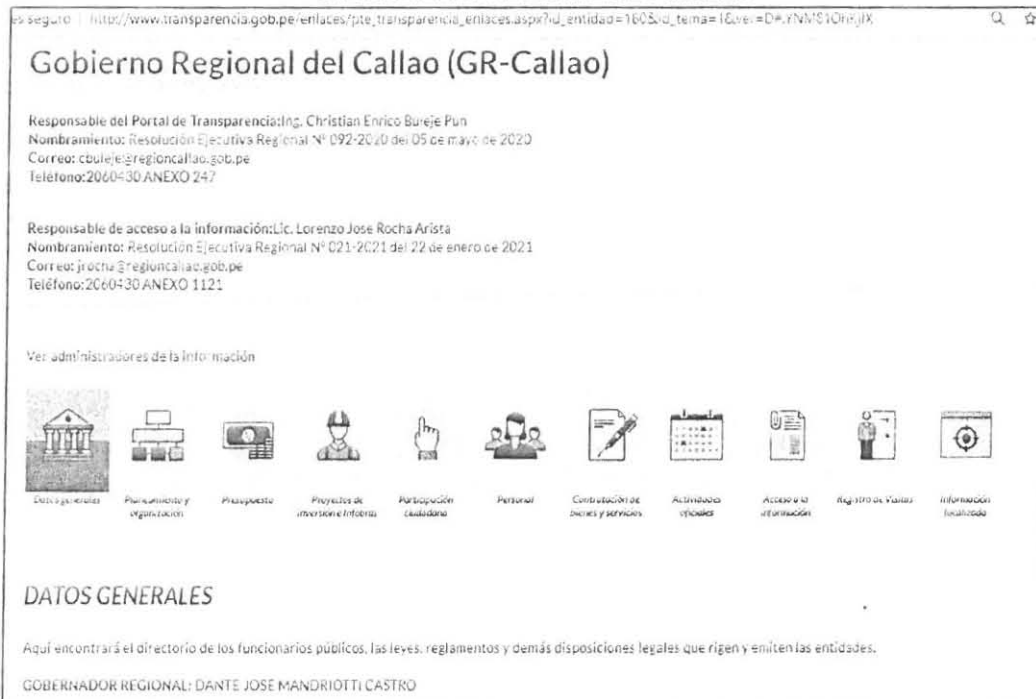 es seguro | http://www.transparencia.gob.pe/enlaces/pte_transparencia_enlaces.aspx?id_entidad=160&id_tema=1&ver=D#
Gobierno Regional del Callao (GR-Callao)
Responsable del Portal de Transparencia:Ing. Christian Enrico Buleje Pun
Nombramiento: Resolución Ejecutiva Regional Nº 092-2020 del 05 de mayo de 2020
Correo: cbuleje@regioncallao.gob.pe
Teléfono:2060430 ANEXO 247
Responsable de acceso a la información:Lic. Lorenzo Jose Rocha Arista
Nombramiento: Resolución Ejecutiva Regional Nº 021-2021 del 22 de enero de 2021
Correo: jrocha@regioncallao.gob.pe
Teléfono:2060430 ANEXO 1121
Ver administradores de la información
Datos generales
Planeamiento y organización
Presupuesto
Proyectos de inversión e Infobras
Participación ciudadana
Personal
Contratación de bienes y servicios
Actividades oficiales
Acceso a la información
Registro de Visitas
Información focalizada
DATOS GENERALES
Aquí encontrará el directorio de los funcionarios públicos, las leyes, reglamentos y demás disposiciones legales que rigen y emiten las entidades.
GOBERNADOR REGIONAL: DANTE JOSE MANDRIOTTI CASTRO